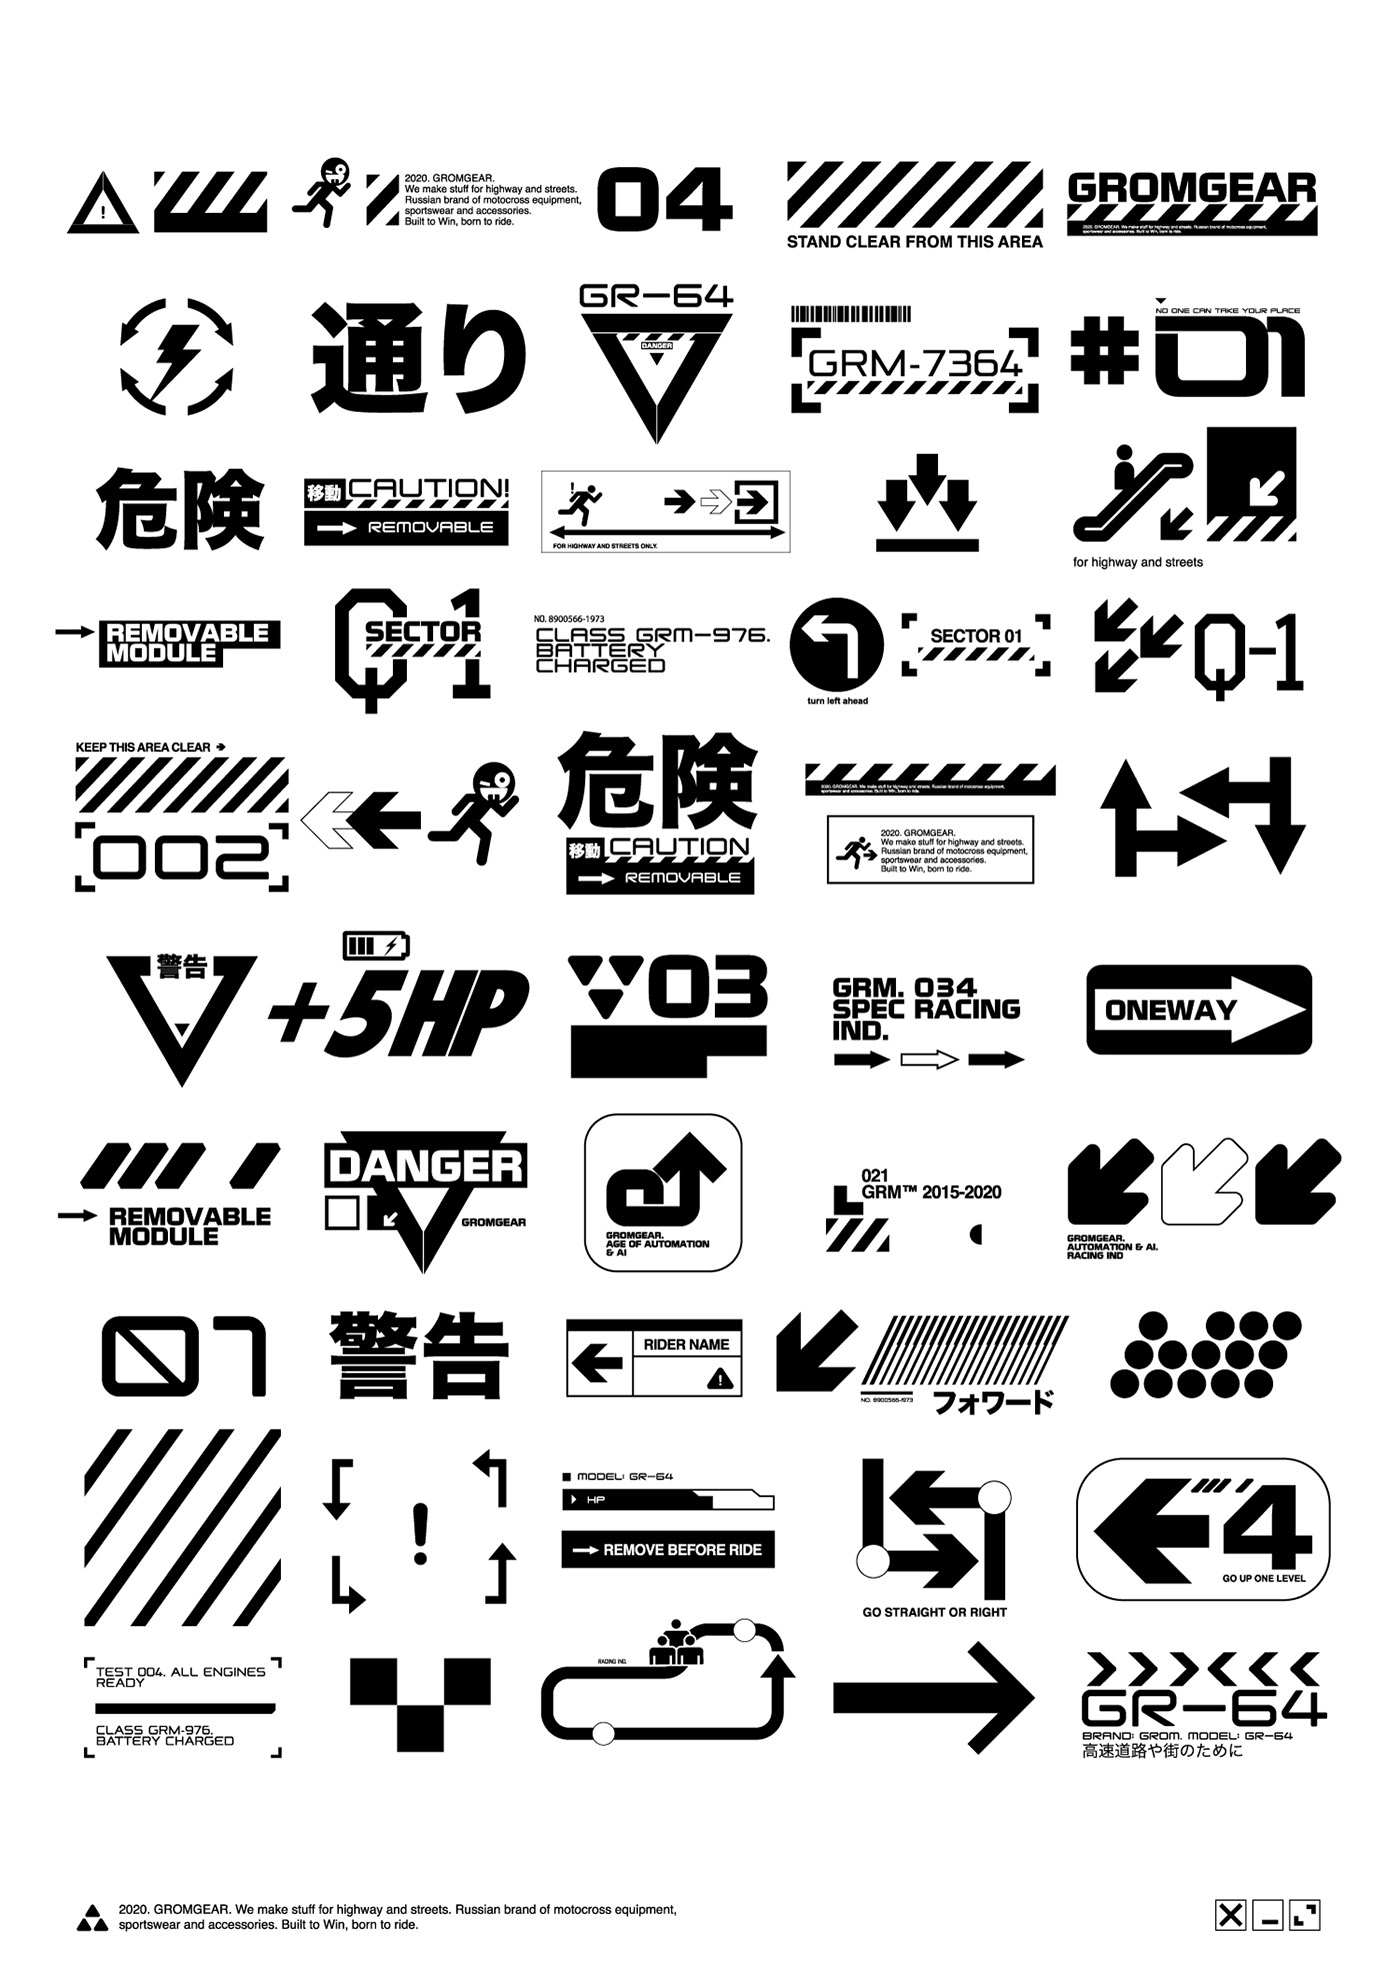 !
2020. GROMGEAR.
We make stuff for highway and streets.
Russian brand of motocross equipment,
sportswear and accessories.
Built to Win, born to ride.
04
STAND CLEAR FROM THIS AREA
GROMGEAR
2020. GROMGEAR. We make stuff for highway and streets. Russian brand of motocross equipment,
sportswear and accessories. Built to Win, born to ride.
通り
GR-64
DANGER
GRM-7364
NO ONE CAN TAKE YOUR PLACE
#01
危険
移動 CAUTION!
REMOVABLE
!
FOR HIGHWAY AND STREETS ONLY.
for highway and streets
REMOVABLE
MODULE
Q-1
SECTOR
NO. 8900566-1973
CLASS GRM-976.
BATTERY
CHARGED
turn left ahead
SECTOR 01
Q-1
KEEP THIS AREA CLEAR
002
危険
移動 CAUTION
REMOVABLE
2020. GROMGEAR. We make stuff for highway and streets. Russian brand of motocross equipment,
sportswear and accessories. Built to Win, born to ride.
2020. GROMGEAR.
We make stuff for highway and streets.
Russian brand of motocross equipment,
sportswear and accessories.
Built to Win, born to ride.
警告
+5HP
03
GRM. 034
SPEC RACING
IND.
ONEWAY
REMOVABLE
MODULE
DANGER
GROMGEAR
GROMGEAR.
AGE OF AUTOMATION
& AI
021
GRM™ 2015-2020
GROMGEAR.
AUTOMATION & AI.
RACING IND
07
警告
RIDER NAME
!
NO. 8900566-1973
フォワード
!
MODEL: GR-64
HP
REMOVE BEFORE RIDE
GO STRAIGHT OR RIGHT
4
GO UP ONE LEVEL
TEST 004. ALL ENGINES
READY
CLASS GRM-976.
BATTERY CHARGED
RACING IND.
GR-64
BRAND: GROM. MODEL: GR-64
高速道路や街のために
2020. GROMGEAR. We make stuff for highway and streets. Russian brand of motocross equipment,
sportswear and accessories. Built to Win, born to ride.